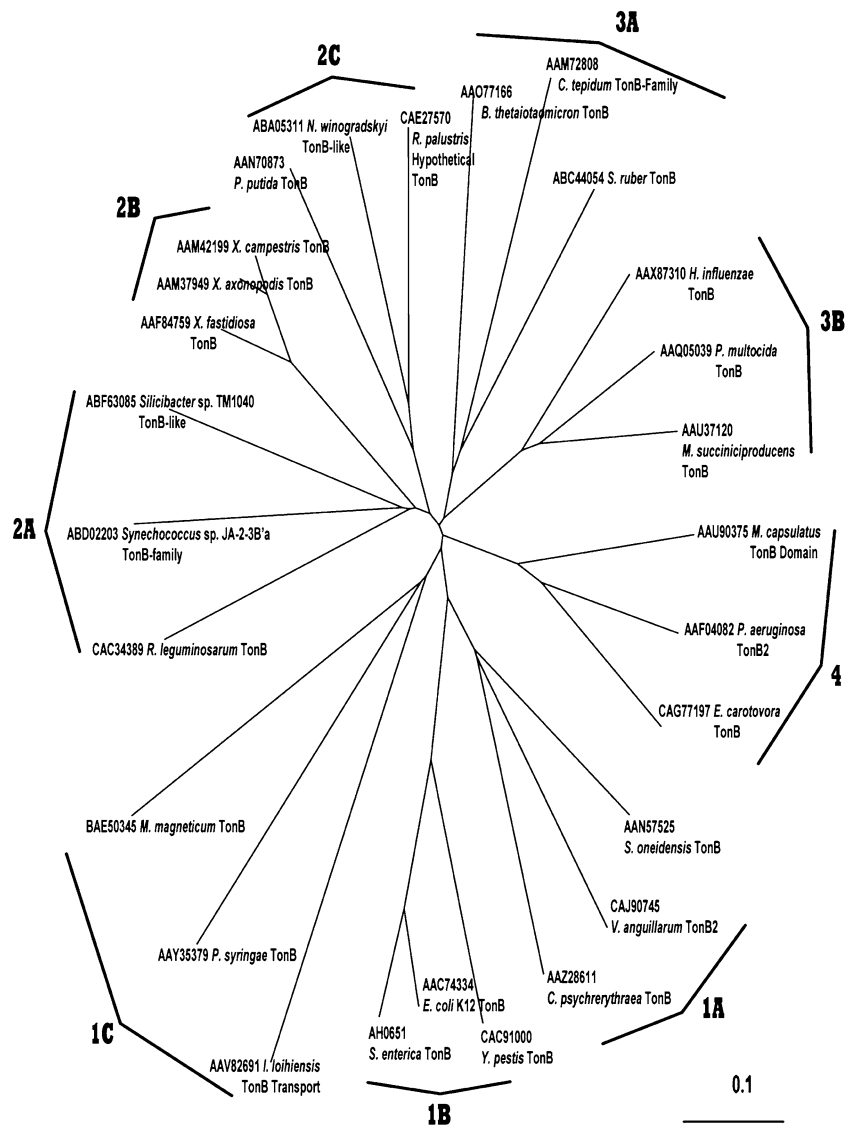 3A
2C
AAM72808
C. tepidum TonB-Family
AAO77166
B. thetaiotaomicron TonB
CAE27570
R. palustris
Hypothetical
TonB
ABA05311 N. winogradskyi
TonB-like
AAN70873
P. putida TonB
ABC44054 S. ruber TonB
2B
AAM42199 X. campestris TonB
AAM37949 X. axonopodis TonB
AAF84759 X. fastidiosa
TonB
AAX87310 H. influenzae
TonB
3B
AAQ05039 P. multocida
TonB
ABF63085 Silicibacter sp. TM1040
TonB-like
AAU37120
M. succiniciproducens
TonB
2A
ABD02203 Synechococcus sp. JA-2-3B'a
TonB-family
AAU90375 M. capsulatus
TonB Domain
CAC34389 R. leguminosarum TonB
AAF04082 P. aeruginosa
TonB2
4
CAG77197 E. carotovora
TonB
BAE50345 M. magneticum TonB
AAN57525
S. oneidensis TonB
CAJ90745
V. anguillarum TonB2
AAY35379 P. syringae TonB
AAZ28611
C. psychrerythraea TonB
1A
AAC74334
E. coli K12 TonB
1C
AH0651
S. enterica TonB
CAC91000
Y. pestis TonB
AAV82691 I. loihiensis
TonB Transport
1B
0.1